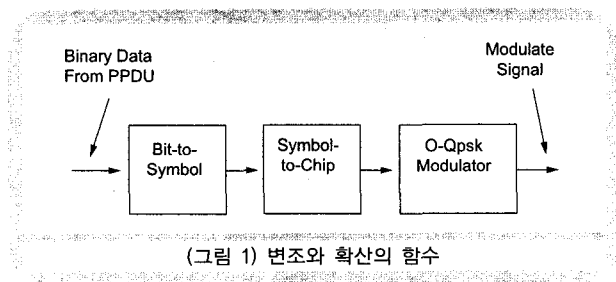 Binary Data
From PPDU
Modulate
Signal
Bit-to-
Symbol
Symbol-
to-Chip
O-Qpsk
Modulator
(그림 1) 변조와 확산의 함수